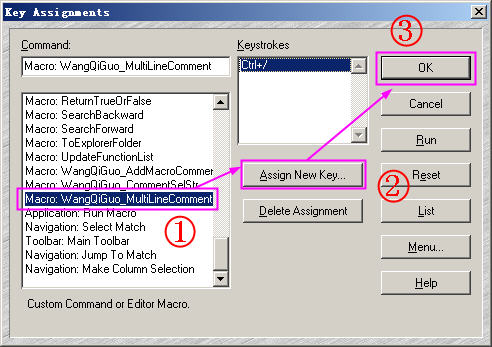 Key Assignments
Command:
Macro: WangQiGuo_MultiLineComment
Macro: ReturnTrueOrFalse
Macro: SearchBackward
Macro: SearchForward
Macro: ToExplorerFolder
Macro: UpdateFunctionList
Macro: WangQiGuo_AddMacroCommer
Macro: WangQiGuo_CommentSelStr
Macro: WangQiGuo_MultiLineComment
Application: Run Macro
Navigation: Select Match
Toolbar: Main Toolbar
Navigation: Jump To Match
Navigation: Make Column Selection
Custom Command or Editor Macro.
①
Keystrokes
Ctrl+/
Assign New Key...
Delete Assignment
③
OK
Cancel
Run
Reset
②
List
Menu...
Help